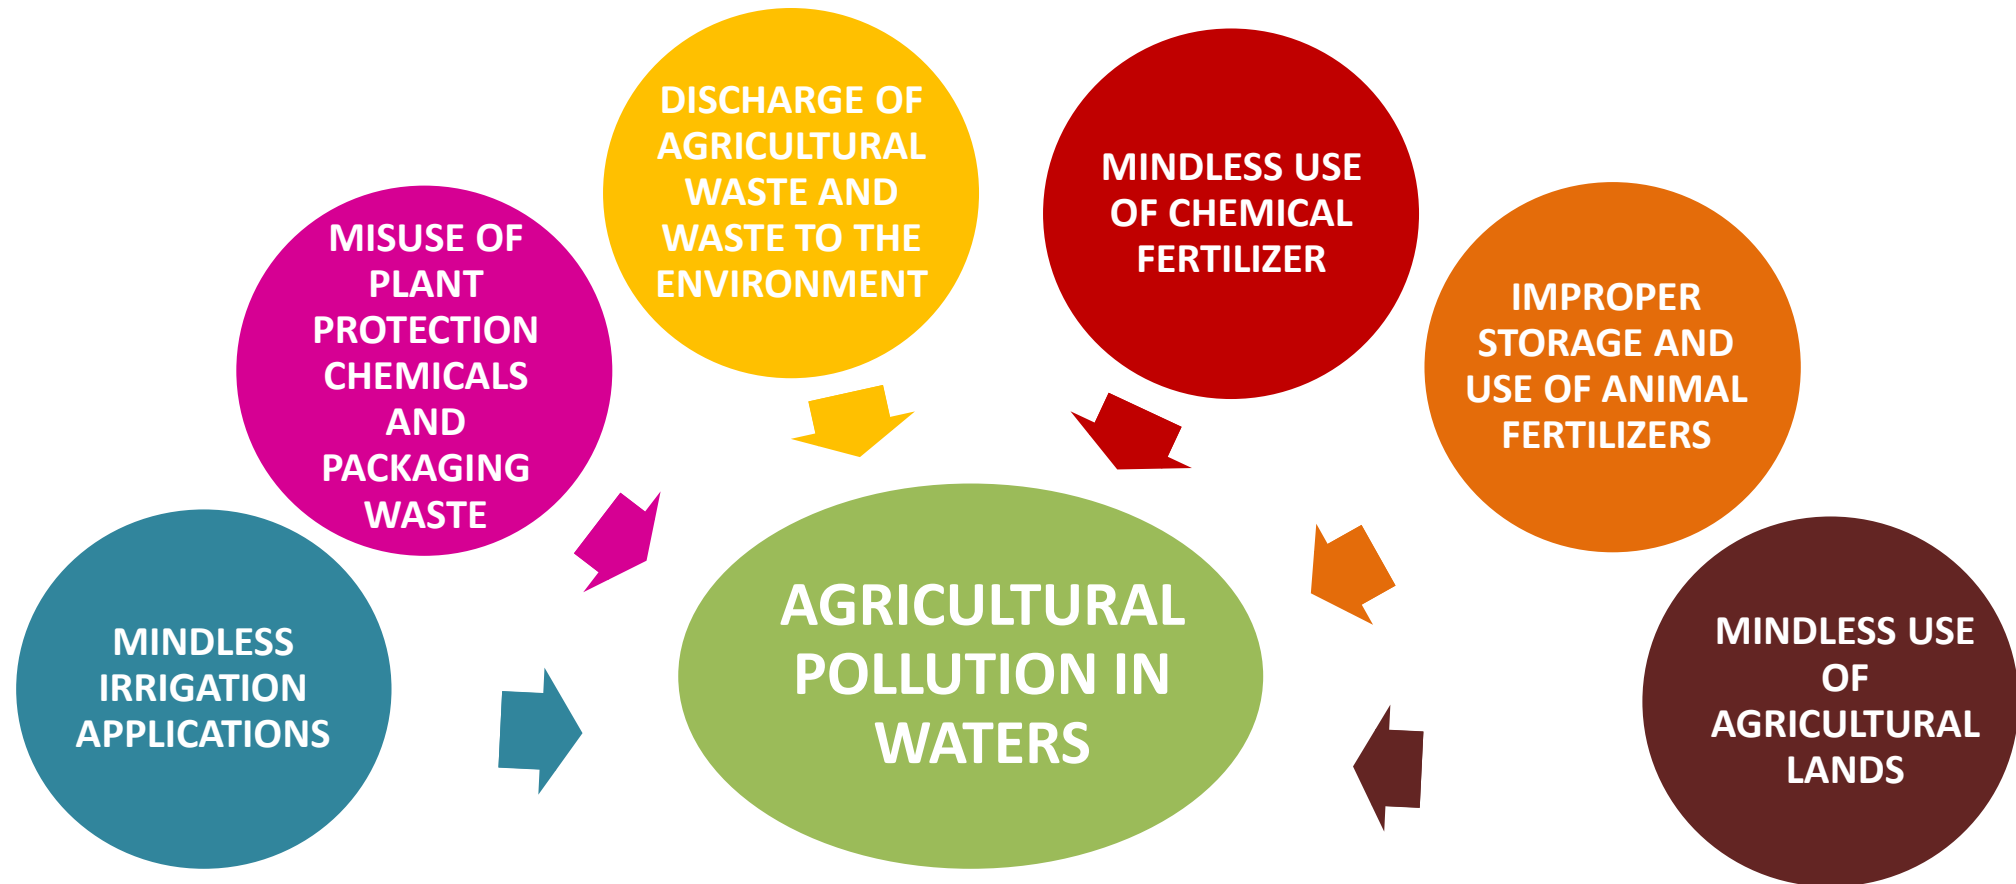 MINDLESS
IRRIGATION
APPLICATIONS
MISUSE OF
PLANT
PROTECTION
CHEMICALS
AND
PACKAGING
WASTE
DISCHARGE OF
AGRICULTURAL
WASTE AND
WASTE TO THE
ENVIRONMENT
MINDLESS USE
OF CHEMICAL
FERTILIZER
IMPROPER
STORAGE AND
USE OF ANIMAL
FERTILIZERS
MINDLESS USE
OF
AGRICULTURAL
LANDS
AGRICULTURAL
POLLUTION IN
WATERS